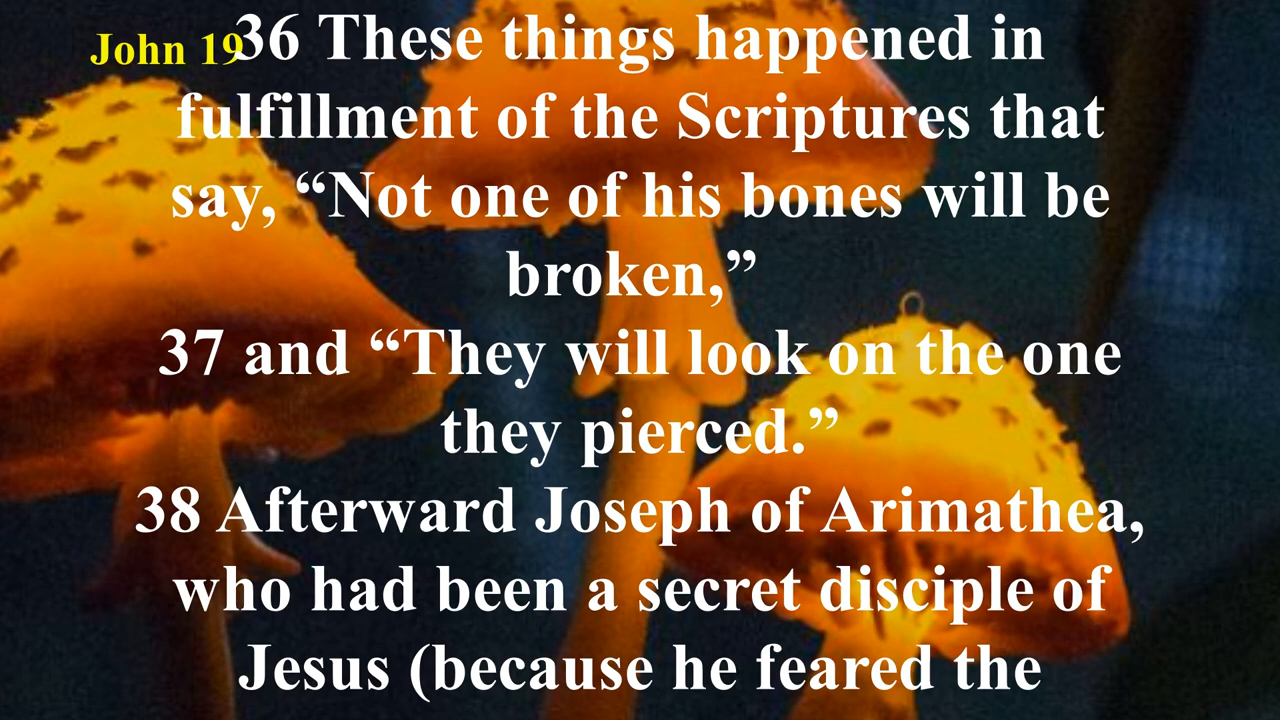 John 19
36 These things happened in
fulfillment of the Scriptures that
say, “Not one of his bones will be
broken,”
37 and “They will look on the one
they pierced.”
38 Afterward Joseph of Arimathea,
who had been a secret disciple of
Jesus (because he feared the